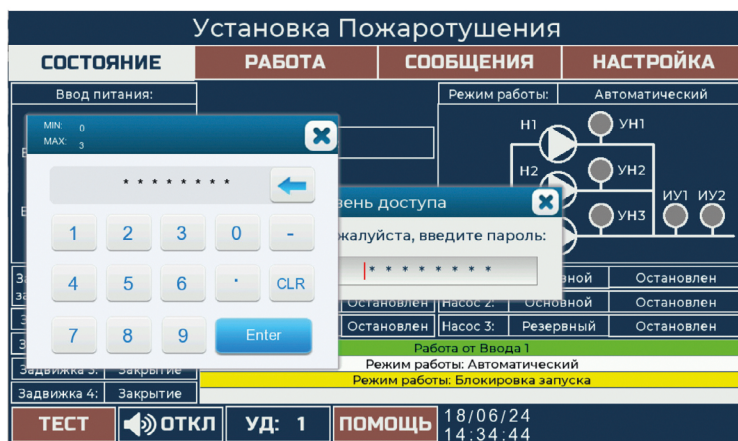 Установка Пожаротушения
СОСТОЯНИЕ РАБОТА СООБЩЕНИЯ НАСТРОЙКА
Ввод питания: Режим работы: Автоматический
MIN: 0
MAX: 3
Н1 УН1
Н2 УН2
УН3 ИУ1 ИУ2
* * * * * * * *
доступа
введите пароль:
* * * * * * * *
1 2 3 0 -
4 5 6 . CLR
7 8 9 Enter
Остановлен
Остановлен Насос 2: Основной Остановлен
Остановлен Насос 3: Резервный Остановлен
Работа от Ввода 1
Задвижка 3: Закрытие Режим работы: Автоматический
Режим работы: Блокировка запуска
Задвижка 4: Закрытие
ТЕСТ ОТКЛ УД: 1 ПОМОЩЬ 18/06/24
14:34:44